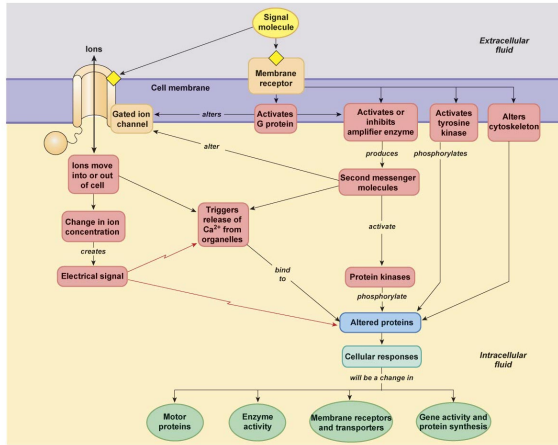 Signal
molecule
Ions
Extracellular
fluid
Cell membrane
Membrane
receptor
Gated ion
channel
alters
Activates
G protein
Activates or
inhibits
amplifier enzyme
Activates
tyrosine
kinase
Alters
cytoskeleton
alter
produces
phosphorylates
Ions move
into or out
of cell
Second messenger
molecules
Triggers
release of
Ca²⁺ from
organelles
Change in ion
concentration
activate
creates
Electrical signal
bind
to
Protein kinases
phosphorylate
Altered proteins
Cellular responses
Intracellular
fluid
will be a change in
Motor
proteins
Enzyme
activity
Membrane receptors
and transporters
Gene activity and
protein synthesis